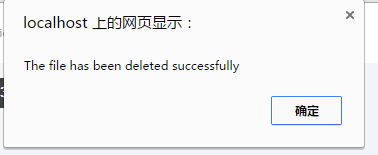 localhost 上的网页显示：
The file has been deleted successfully
确定